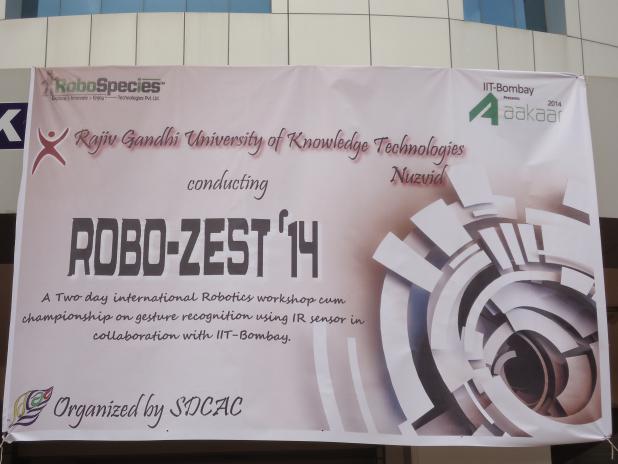 RoboSpecies™
Technologies Pvt. Ltd.
IIT-Bombay
Presents
Aakaar 2014
Rajiv Gandhi University of Knowledge Technologies
Nuzvid
conducting
ROBO-ZEST '14
A Two day international Robotics workshop cum
championship on gesture recognition using IR sensor in
collaboration with IIT-Bombay.
Organized by SDCAC
K